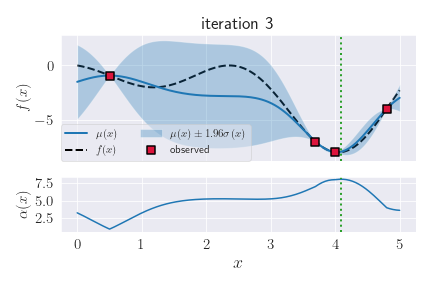 iteration 3
f(x)
0
−5
μ(x)
f(x)
μ(x) ± 1.96σ(x)
observed
α(x)
7.5
5.0
2.5
0 1 2 3 4 5
x